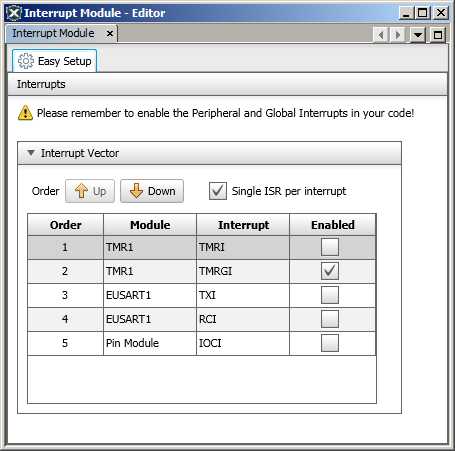 Interrupt Module - Editor
Interrupt Module
Easy Setup
Interrupts
Please remember to enable the Peripheral and Global Interrupts in your code!
Interrupt Vector
Order Up Down Single ISR per interrupt
Order Module Interrupt Enabled
1 TMR1 TMRI
2 TMR1 TMRGI
3 EUSART1 TXI
4 EUSART1 RCI
5 Pin Module IOCI